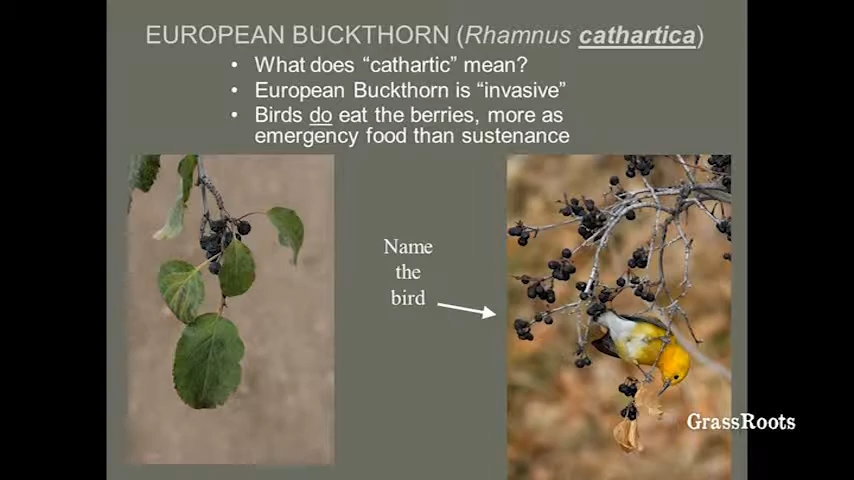 EUROPEAN BUCKTHORN (Rhamnus cathartica)
• What does “cathartic” mean?
• European Buckthorn is “invasive”
• Birds do eat the berries, more as
emergency food than sustenance
Name
the
bird
GrassRoots